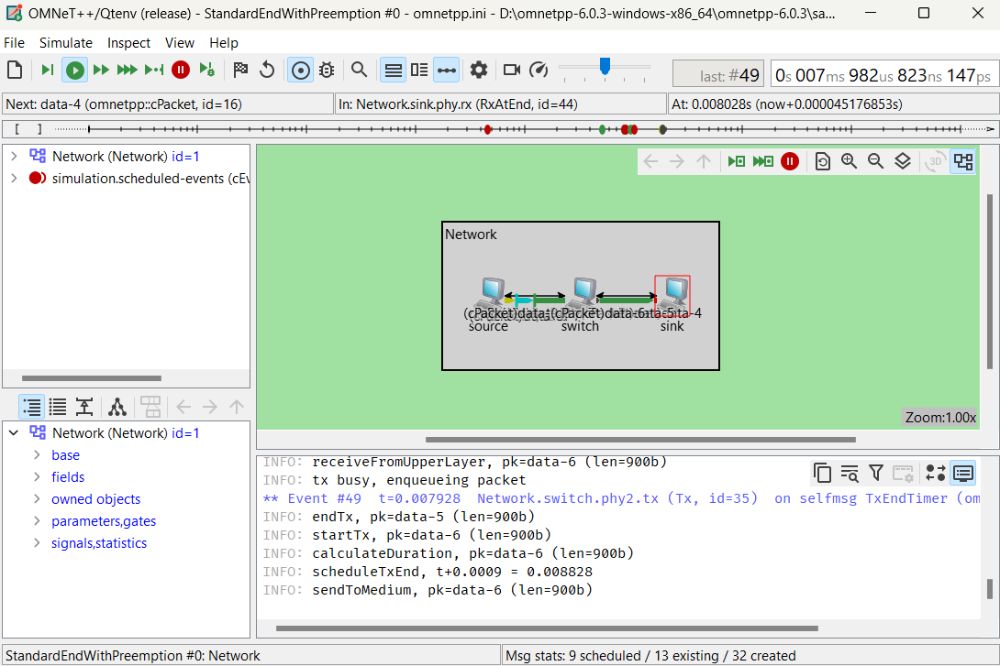 OMNeT++/Qtenv (release) - StandardEndWithPreemption #0 - omnetpp.ini - D:\omnetpp-6.0.3-windows-x86_64\omnetpp-6.0.3\sa...
File Simulate Inspect View Help
last: #49 0s 007ms 982us 823ns 147ps
Next: data-4 (omnetpp::cPacket, id=16) In: Network.sink.phy.rx (RxAtEnd, id=44) At: 0.008028s (now+0.000045176853s)
[ ]
Network (Network) id=1
simulation.scheduled-events (cEv
3D
Network
source switch sink
Zoom:1.00x
Network (Network) id=1
base
fields
owned objects
parameters,gates
signals,statistics
INFO: receiveFromUpperLayer, pk=data-6 (len=900b)
INFO: tx busy, enqueueing packet
** Event #49 t=0.007928 Network.switch.phy2.tx (Tx, id=35) on selfmsg TxEndTimer (om
INFO: endTx, pk=data-5 (len=900b)
INFO: startTx, pk=data-6 (len=900b)
INFO: calculateDuration, pk=data-6 (len=900b)
INFO: scheduleTxEnd, t+0.0009 = 0.008828
INFO: sendToMedium, pk=data-6 (len=900b)
StandardEndWithPreemption #0: Network Msg stats: 9 scheduled / 13 existing / 32 created